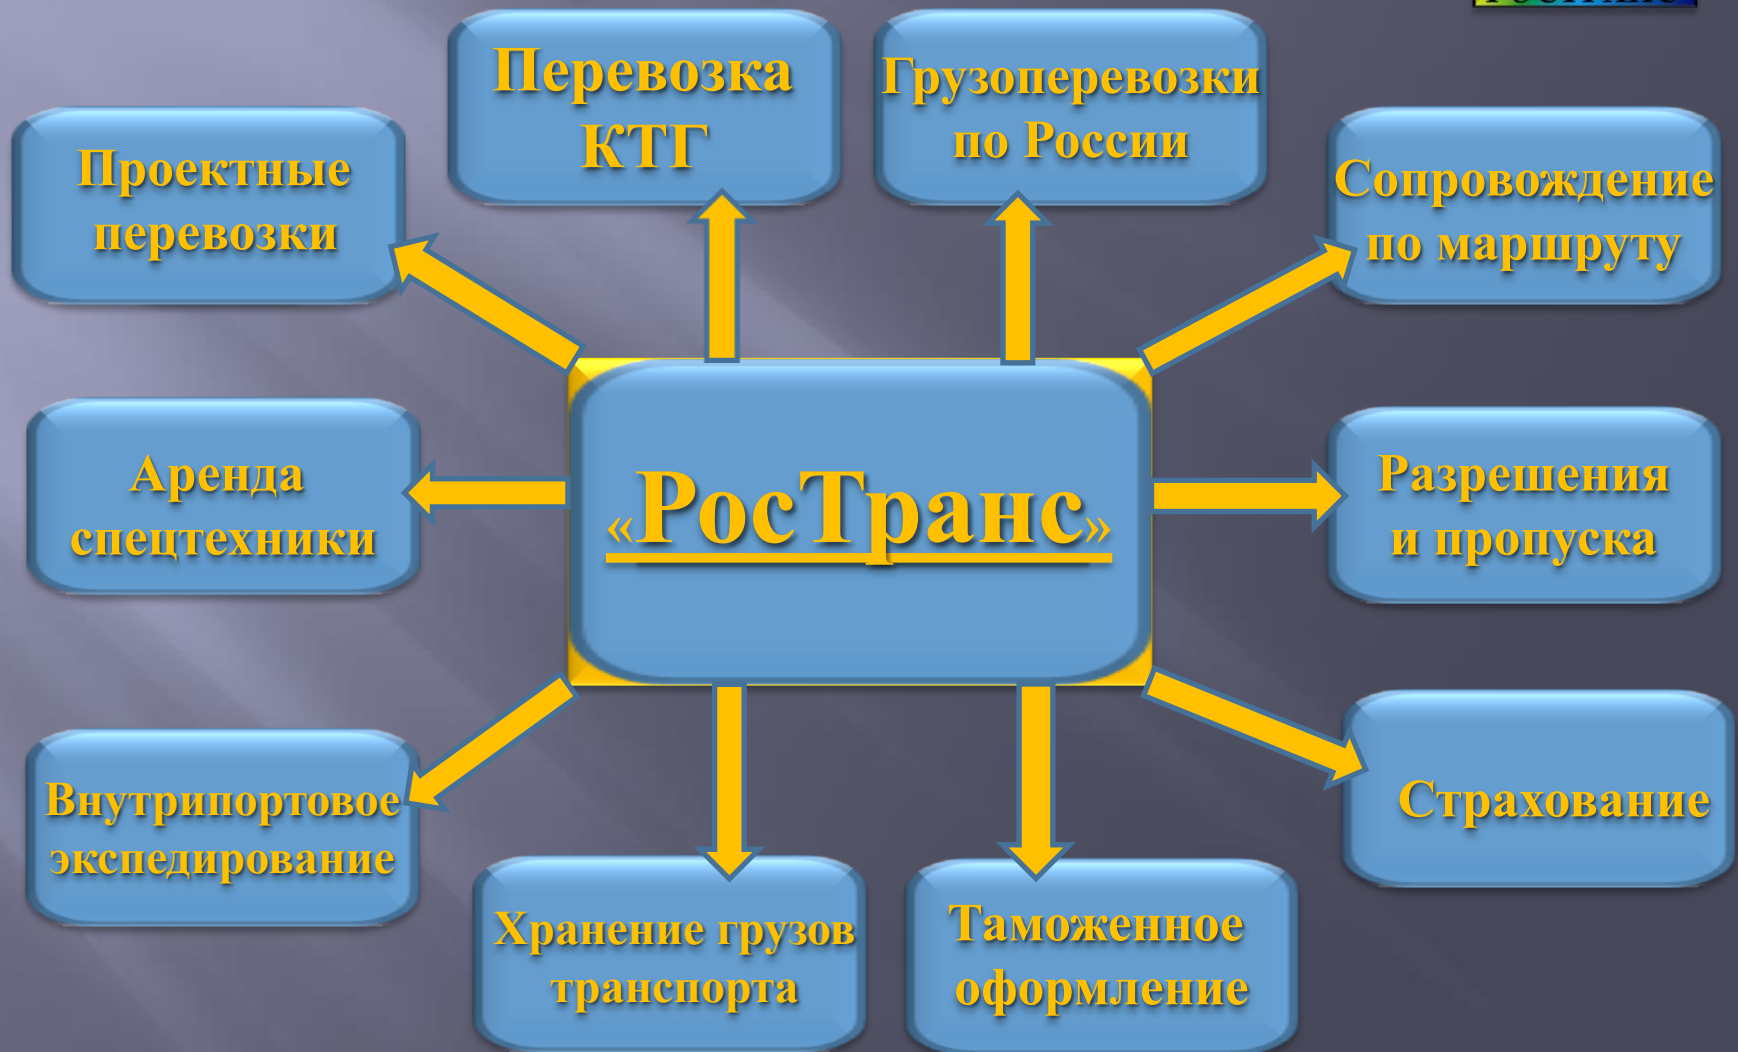 Перевозка
КТГ
Грузоперевозки
по России
Проектные
перевозки
Сопровождение
по маршруту
Аренда
спецтехники
«РосТранс»
Разрешения
и пропуска
Внутрипортовое
экспедирование
Страхование
Хранение грузов
транспорта
Таможенное
оформление